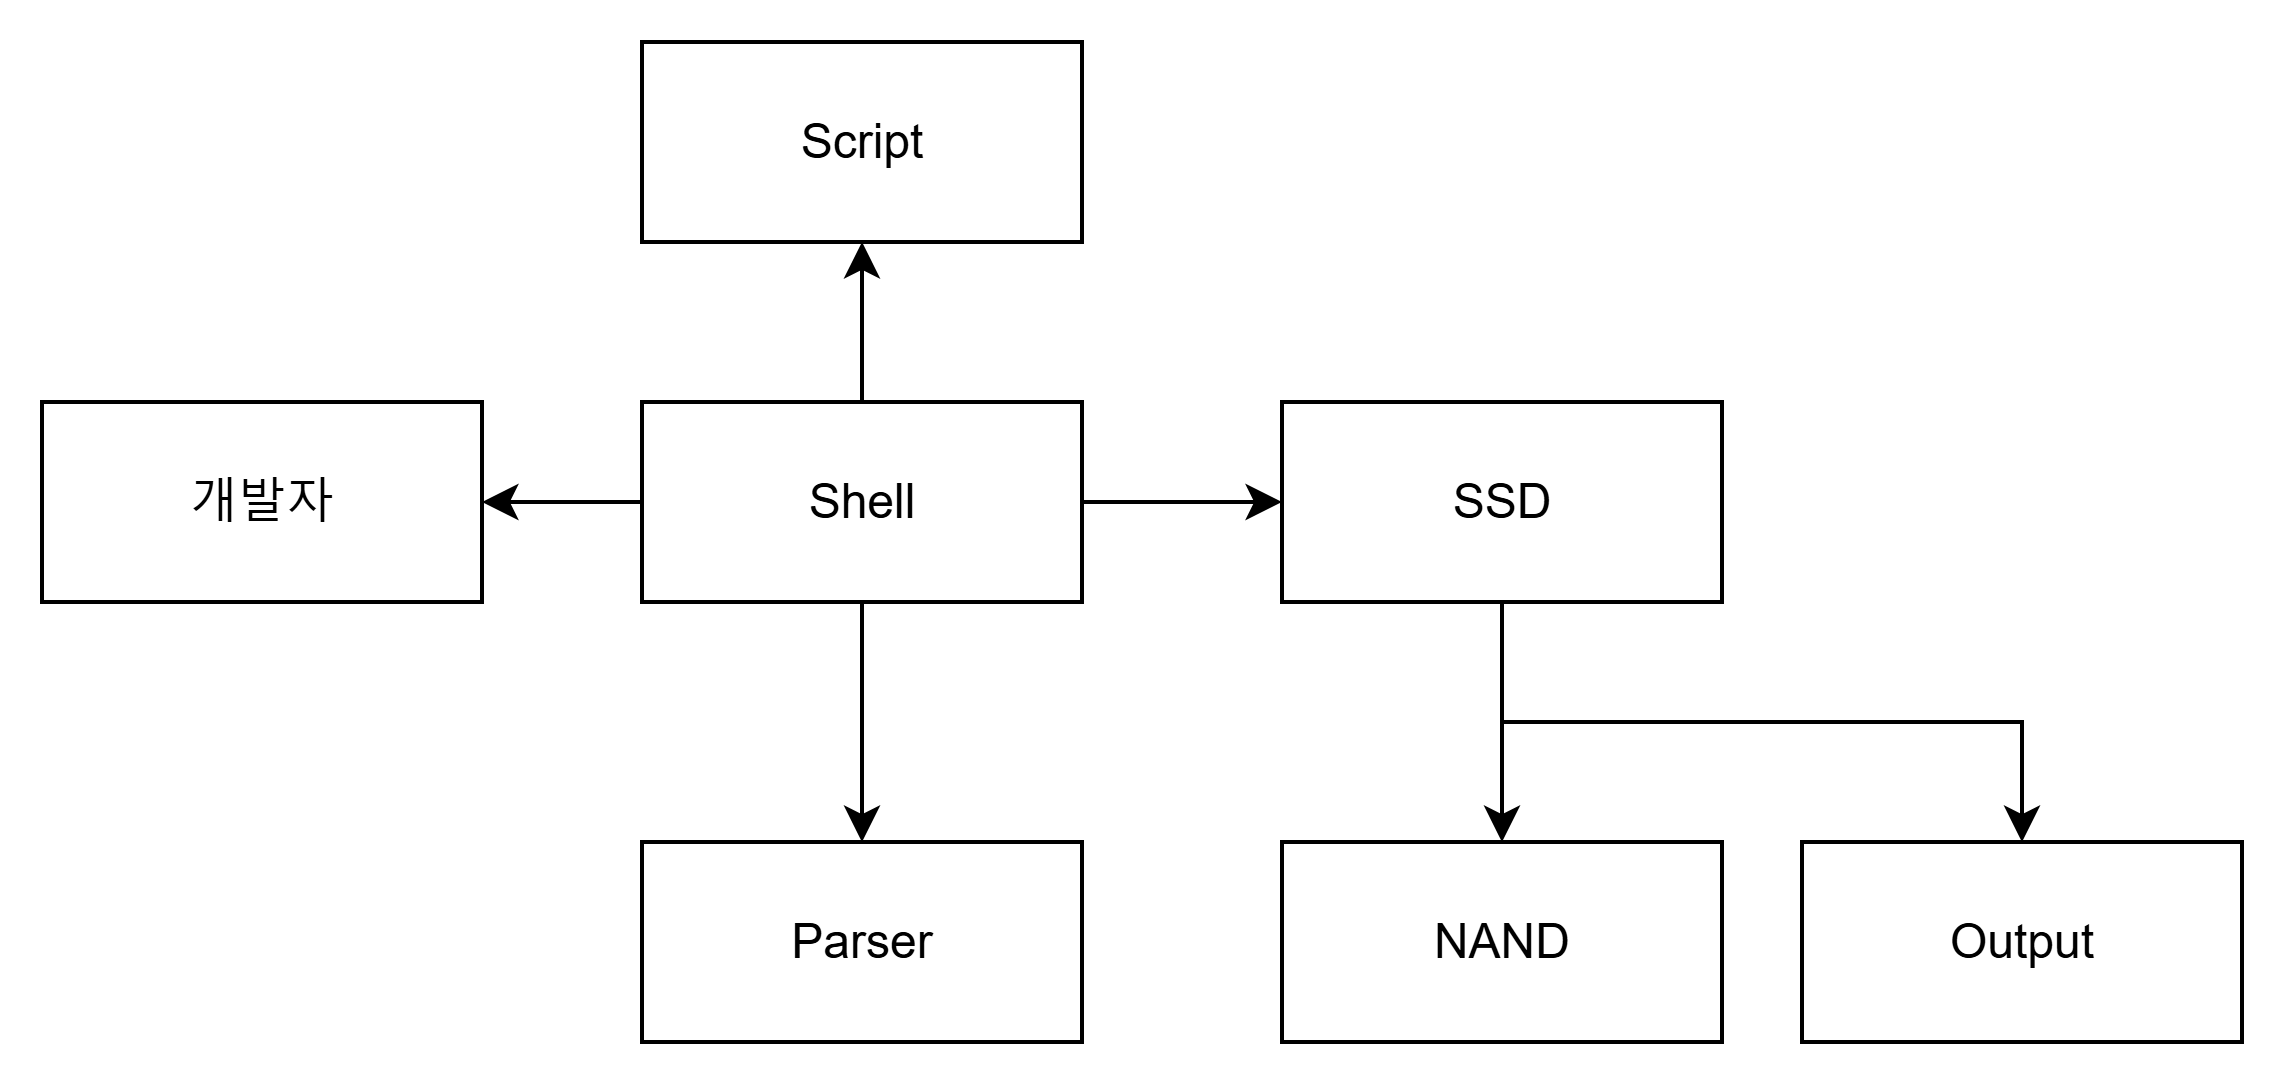 Script
개발자
Shell
SSD
Parser
NAND
Output